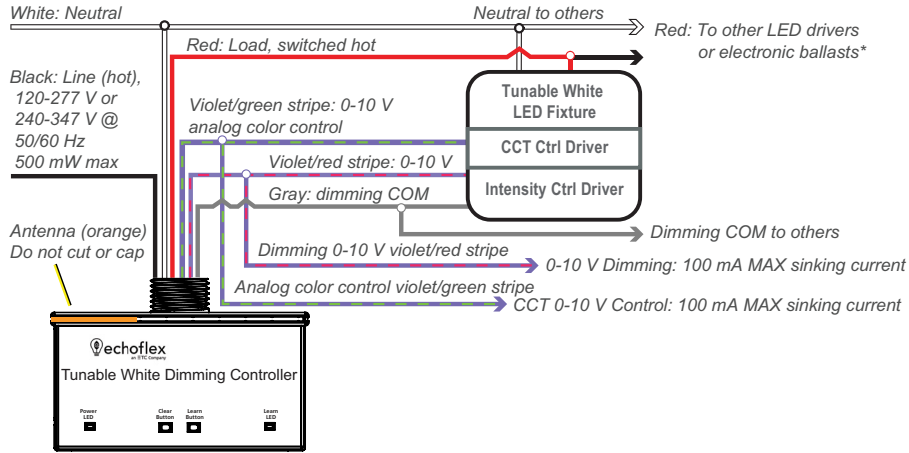 White: Neutral
Neutral to others
Red: To other LED drivers
or electronic ballasts*
Red: Load, switched hot
Black: Line (hot),
120-277 V or
240-347 V @
50/60 Hz
500 mW max
Violet/green stripe: 0-10 V
analog color control
Tunable White
LED Fixture
CCT Ctrl Driver
Violet/red stripe: 0-10 V
Intensity Ctrl Driver
Gray: dimming COM
Antenna (orange)
Do not cut or cap
Dimming COM to others
Dimming 0-10 V violet/red stripe
0-10 V Dimming: 100 mA MAX sinking current
Analog color control violet/green stripe
CCT 0-10 V Control: 100 mA MAX sinking current
echoflex
an ETC Company
Tunable White Dimming Controller
Power
LED
Clear
Button
Learn
Button
Learn
LED